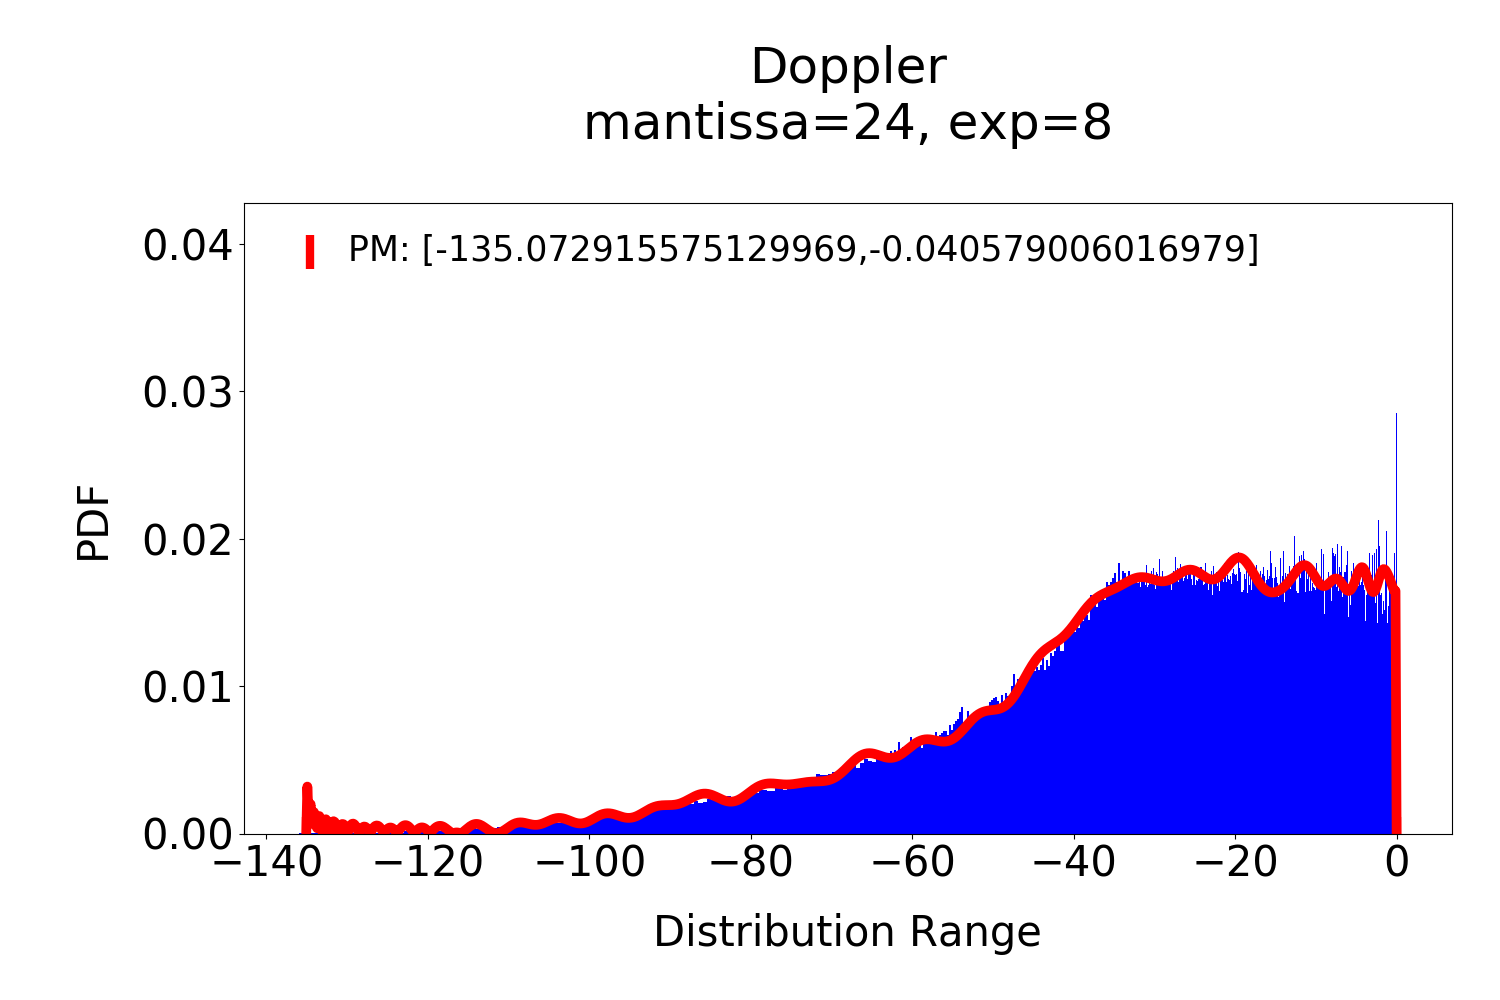 Doppler
mantissa=24, exp=8
PM: [-135.072915575129969,-0.040579006016979]
0.04
0.03
0.02
0.01
0.00
PDF
−140 −120 −100 −80 −60 −40 −20 0
Distribution Range